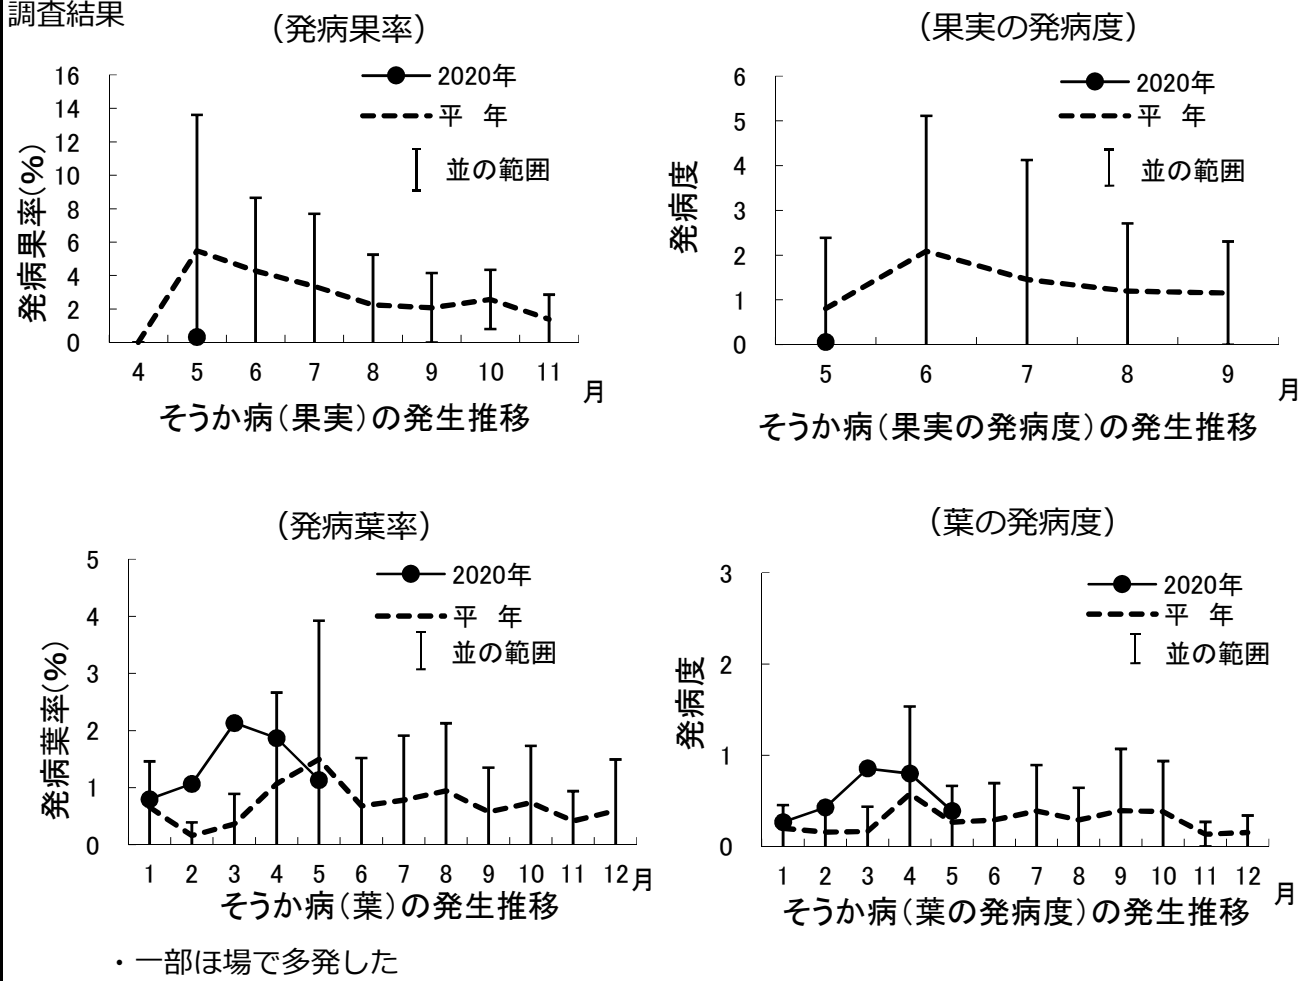 調査結果
(発病果率)
2020年
平 年
並の範囲
発病果率(%)
16
14
12
10
8
6
4
2
0
4 5 6 7 8 9 10 11 月
そうか病(果実)の発生推移
(果実の発病度)
2020年
平 年
並の範囲
発病度
6
5
4
3
2
1
0
5 6 7 8 9 月
そうか病(果実の発病度)の発生推移
(発病葉率)
2020年
平 年
並の範囲
発病葉率(%)
5
4
3
2
1
0
1 2 3 4 5 6 7 8 9 10 11 12 月
そうか病(葉)の発生推移
(葉の発病度)
2020年
平 年
並の範囲
発病度
3
2
1
0
1 2 3 4 5 6 7 8 9 10 11 12 月
そうか病(葉の発病度)の発生推移
・一部ほ場で多発した